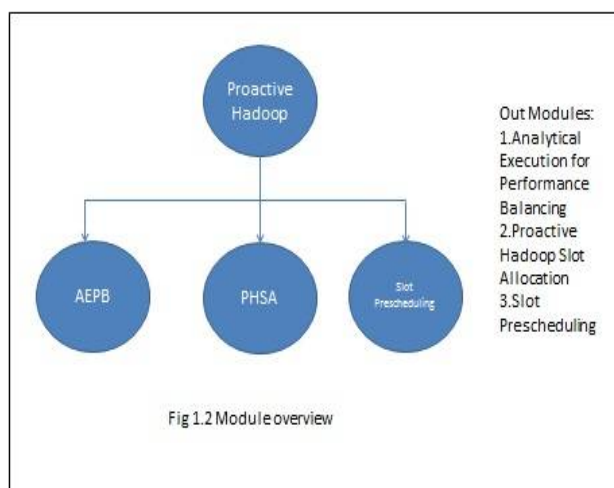 Proactive
Hadoop
AEPB
PHSA
Slot
Prescheduling
Out Modules:
1.Analytical
Execution for
Performance
Balancing
2.Proactive
Hadoop Slot
Allocation
3.Slot
Prescheduling
Fig 1.2 Module overview